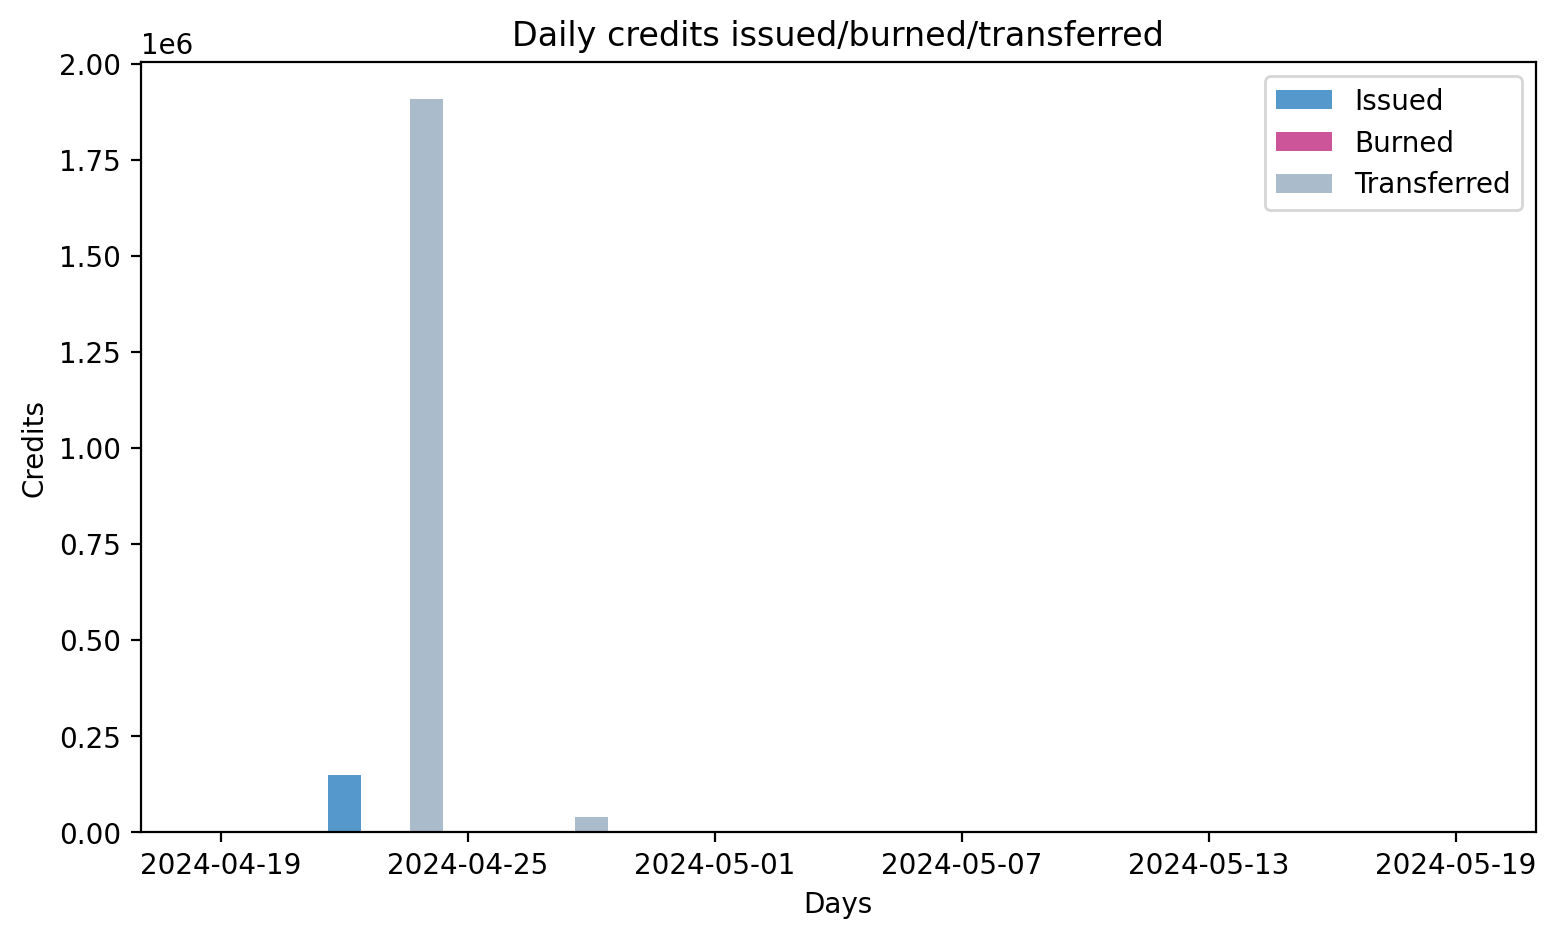 Daily credits issued/burned/transferred
1e6
2.00
1.75
1.50
1.25
1.00
0.75
0.50
0.25
0.00
Credits
Issued
Burned
Transferred
2024-04-19 2024-04-25 2024-05-01 2024-05-07 2024-05-13 2024-05-19
Days